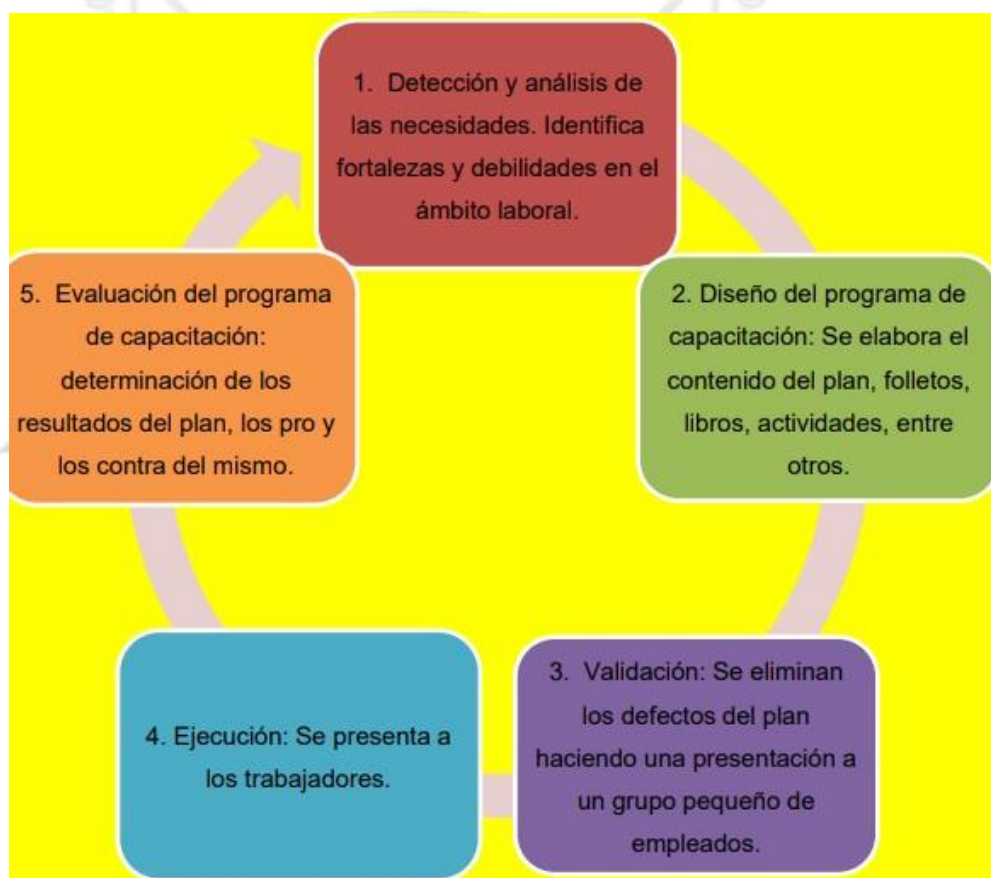 1. Detección y análisis de
las necesidades. Identifica
fortalezas y debilidades en el
ámbito laboral.
2. Diseño del programa de
capacitación: Se elabora el
contenido del plan, folletos,
libros, actividades, entre
otros.
3. Validación: Se eliminan
los defectos del plan
haciendo una presentación a
un grupo pequeño de
empleados.
4. Ejecución: Se presenta a
los trabajadores.
5. Evaluación del programa
de capacitación:
determinación de los
resultados del plan, los pro y
los contra del mismo.